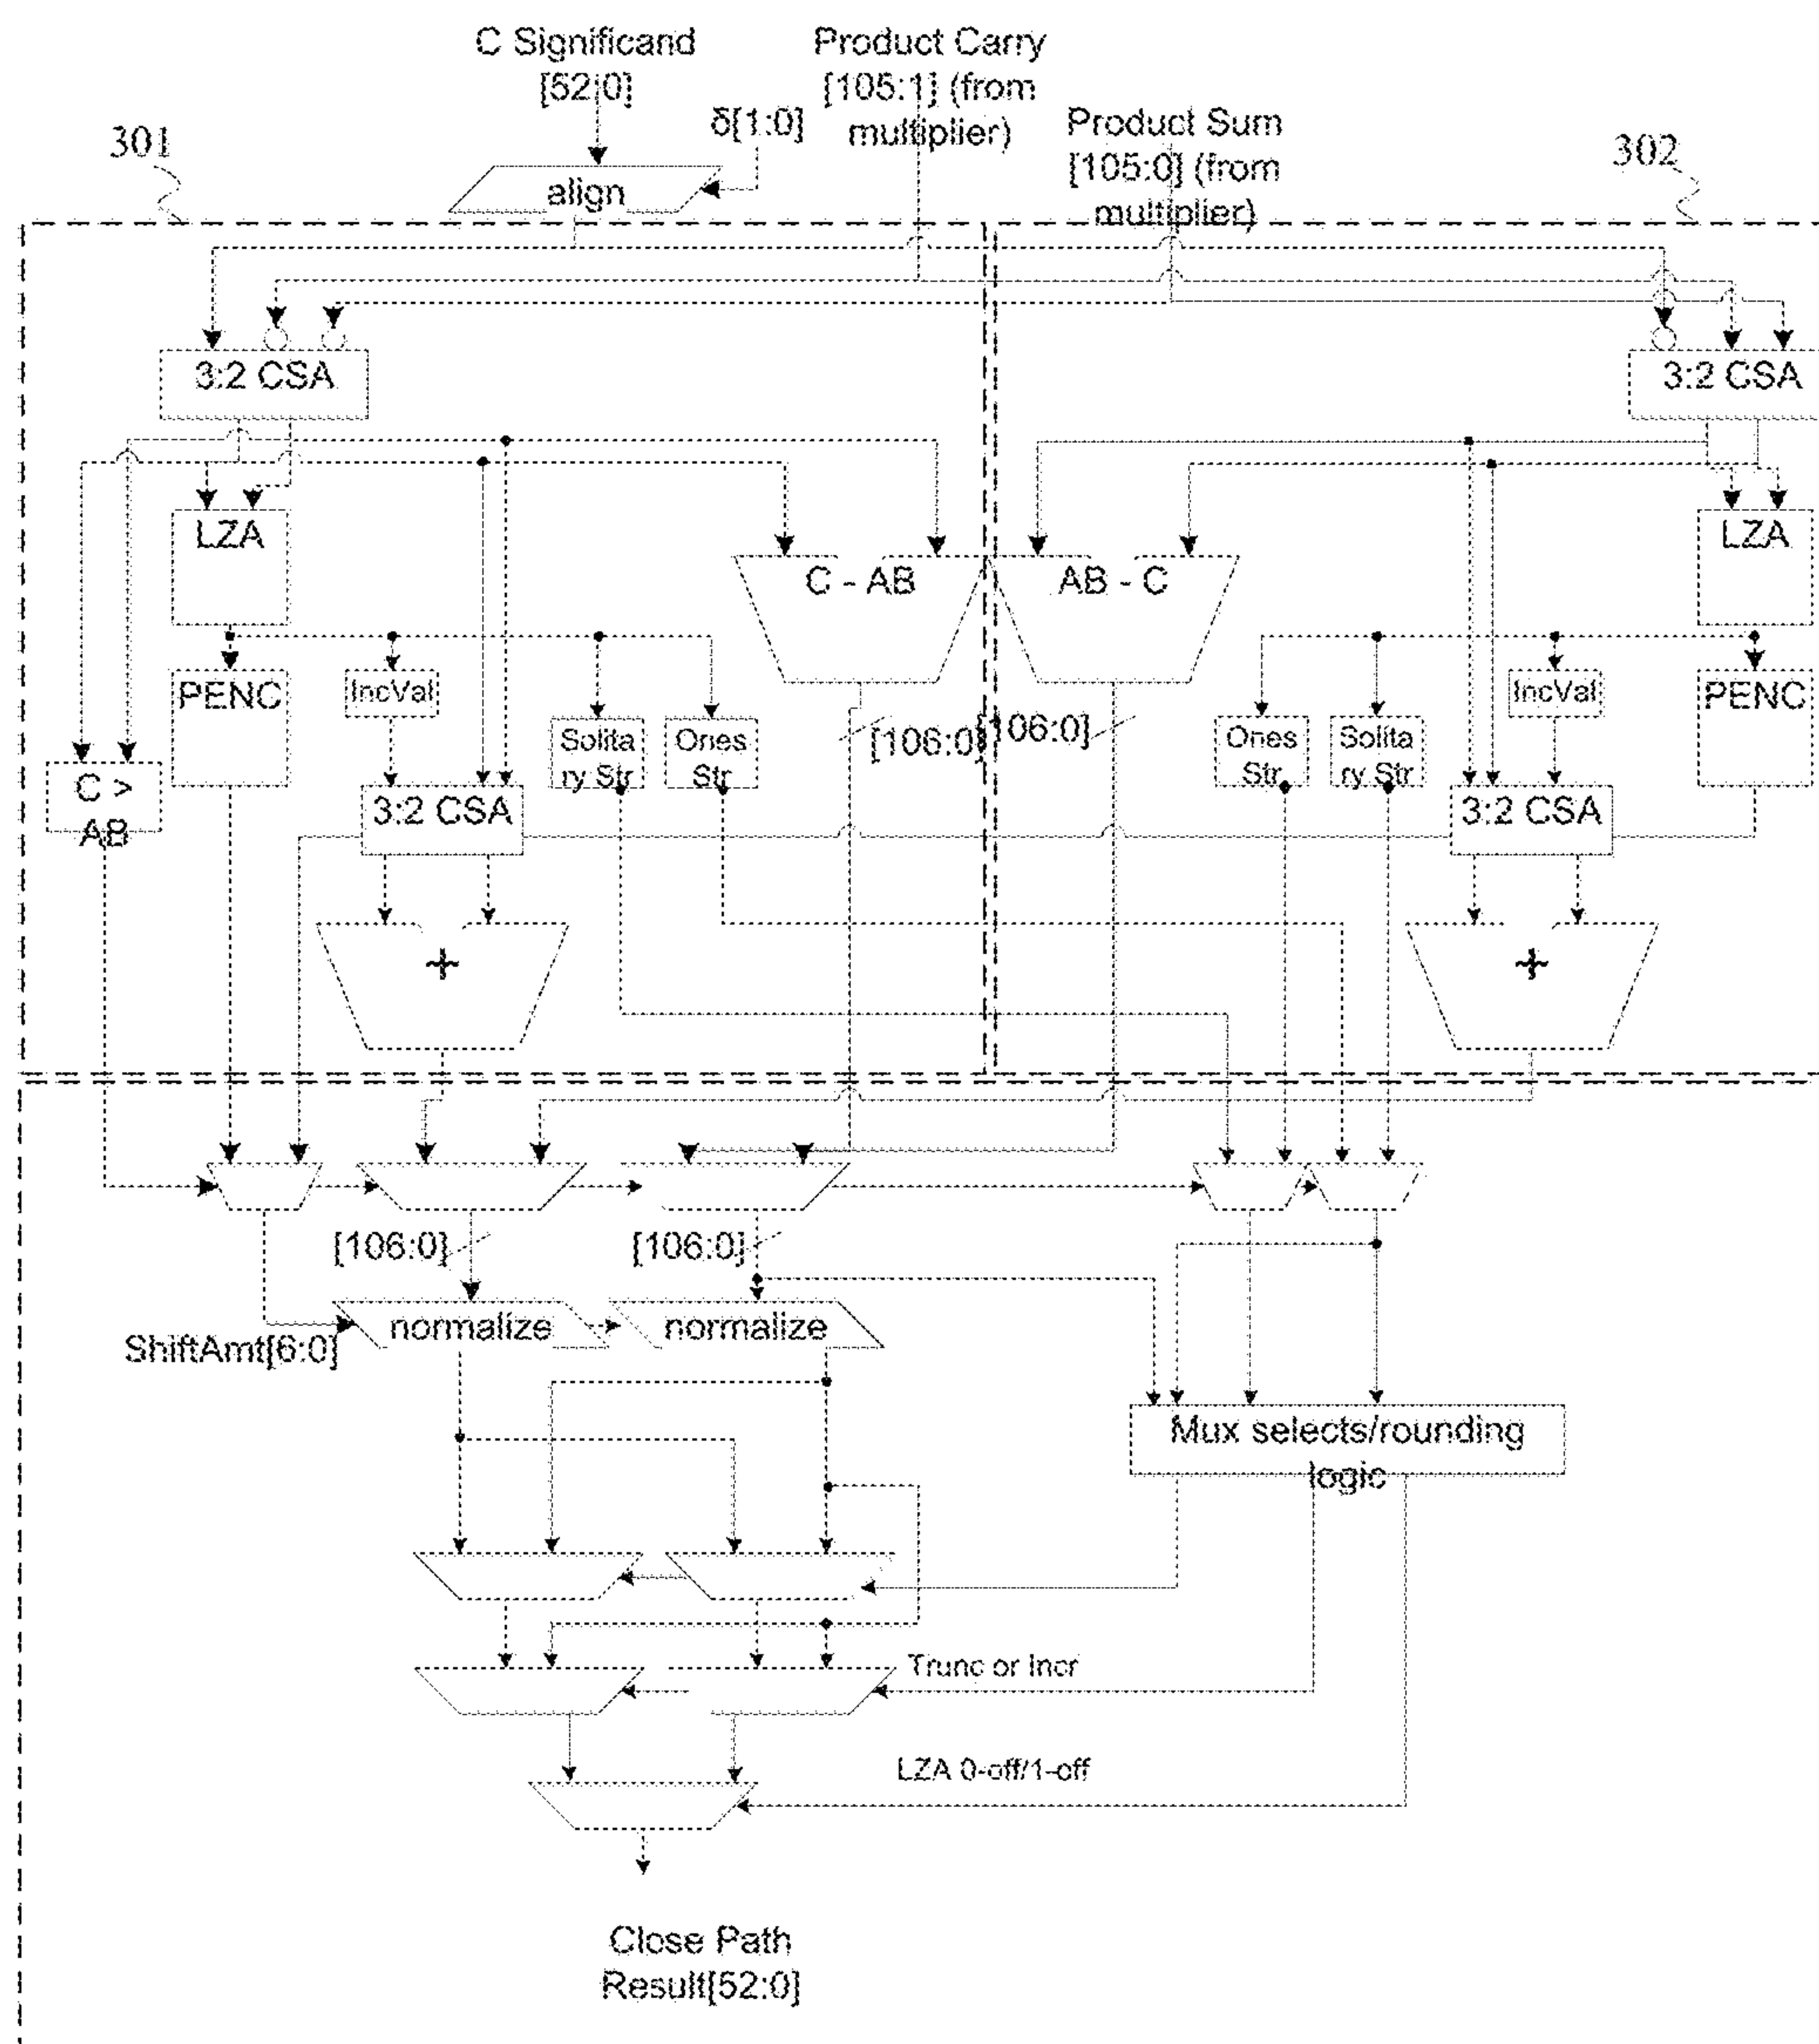 C Significand
[52:0]
Product Carry
[105:1] (from
multiplier)
δ[1:0]
Product Sum
[105:0] (from
multiplier)
301
302
align
3:2 CSA
3:2 CSA
LZA
LZA
C - AB
AB - C
PENC
IncVal
Solita
ry Str
Ones
Str
[106:0]
[106:0]
Ones
Str
Solita
ry Str
IncVal
PENC
C >
AB
3:2 CSA
3:2 CSA
+
+
[106:0]
[106:0]
normalize
normalize
ShiftAmt[6:0]
Mux selects/rounding
logic
Trunc or Incr
LZA 0-off/1-off
Close Path
Result[52:0]